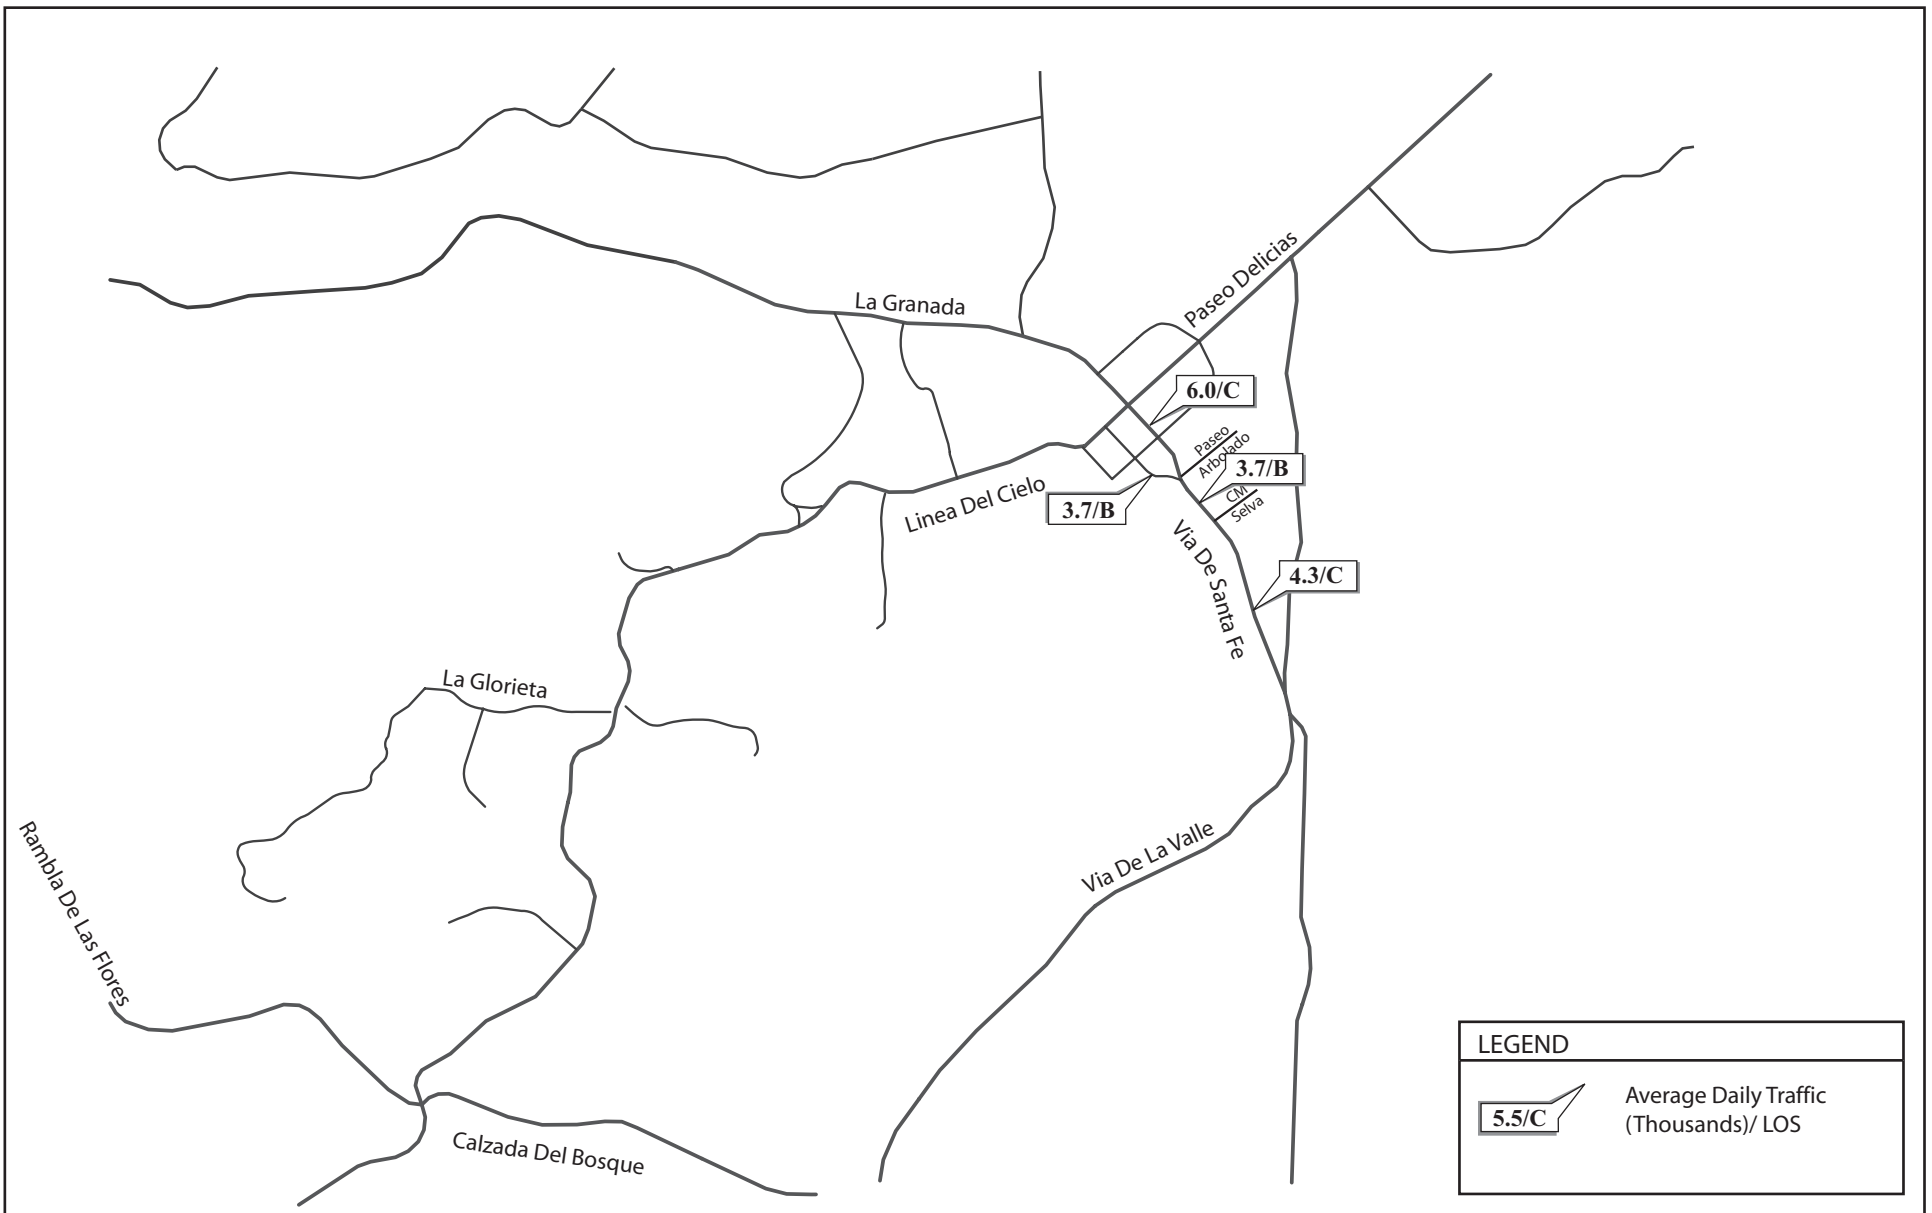 Paseo Delicias
La Granada
6.0/C
Paseo
Arbolado
3.7/B
CM
Selva
Linea Del Cielo
3.7/B
Via De Santa Fe
4.3/C
La Glorieta
Via De La Valle
Rambla De Las Flores
Calzada Del Bosque
LEGEND
5.5/C
Average Daily Traffic
(Thousands)/ LOS